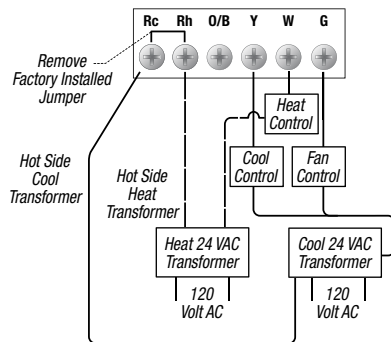 Rc Rh O/B Y W G
Remove
Factory Installed
Jumper
Heat
Control
Hot Side
Cool
Transformer
Hot Side
Heat
Transformer
Cool
Control
Fan
Control
Heat 24 VAC
Transformer
Cool 24 VAC
Transformer
120
Volt AC
120
Volt AC